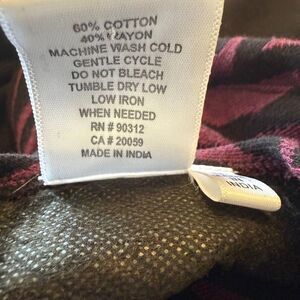 60% COTTON
40% RAYON
MACHINE WASH COLD
GENTLE CYCLE
DO NOT BLEACH
TUMBLE DRY LOW
LOW IRON
WHEN NEEDED
RN # 90312
CA # 20059
MADE IN INDIA
INDIA